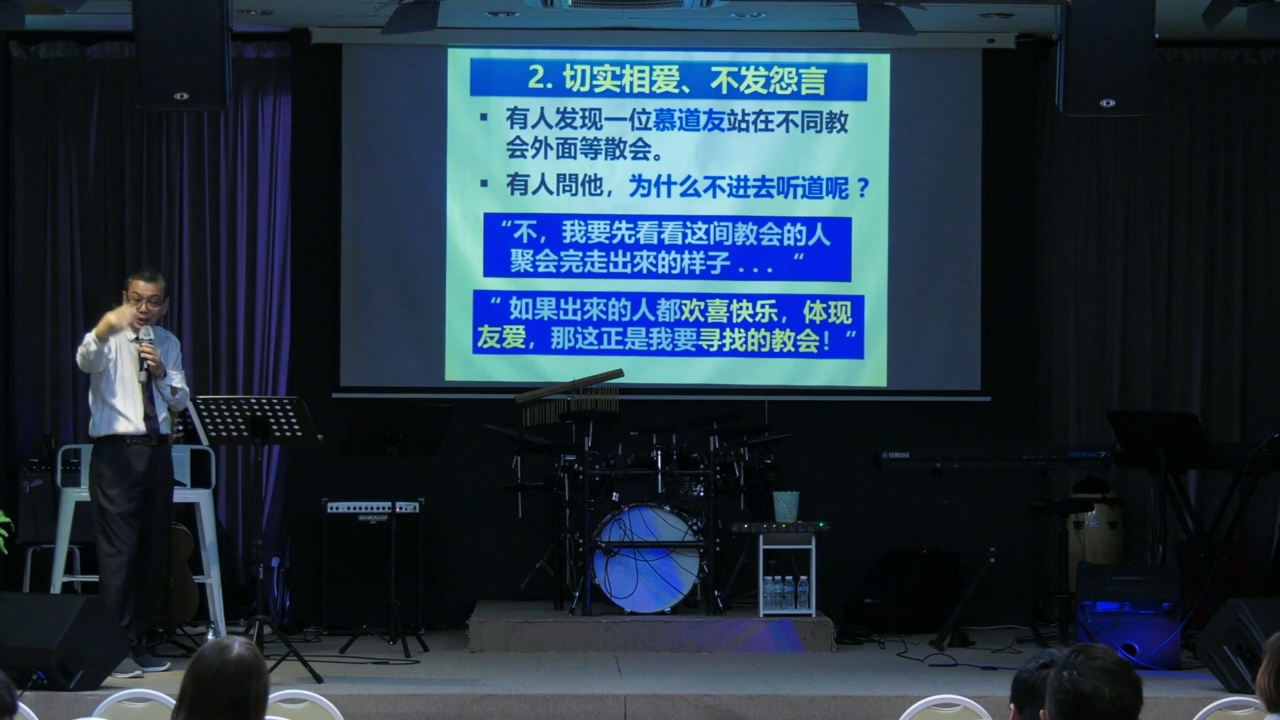 2. 切实相爱、不发怨言
▪ 有人发现一位慕道友站在不同教
会外面等散会。
▪ 有人問他，为什么不进去听道呢？
“不，我要先看看这间教会的人
聚会完走出來的样子 . . . “
“ 如果出來的人都欢喜快乐，体现
友爱，那这正是我要寻找的教会！”
YAMAHA